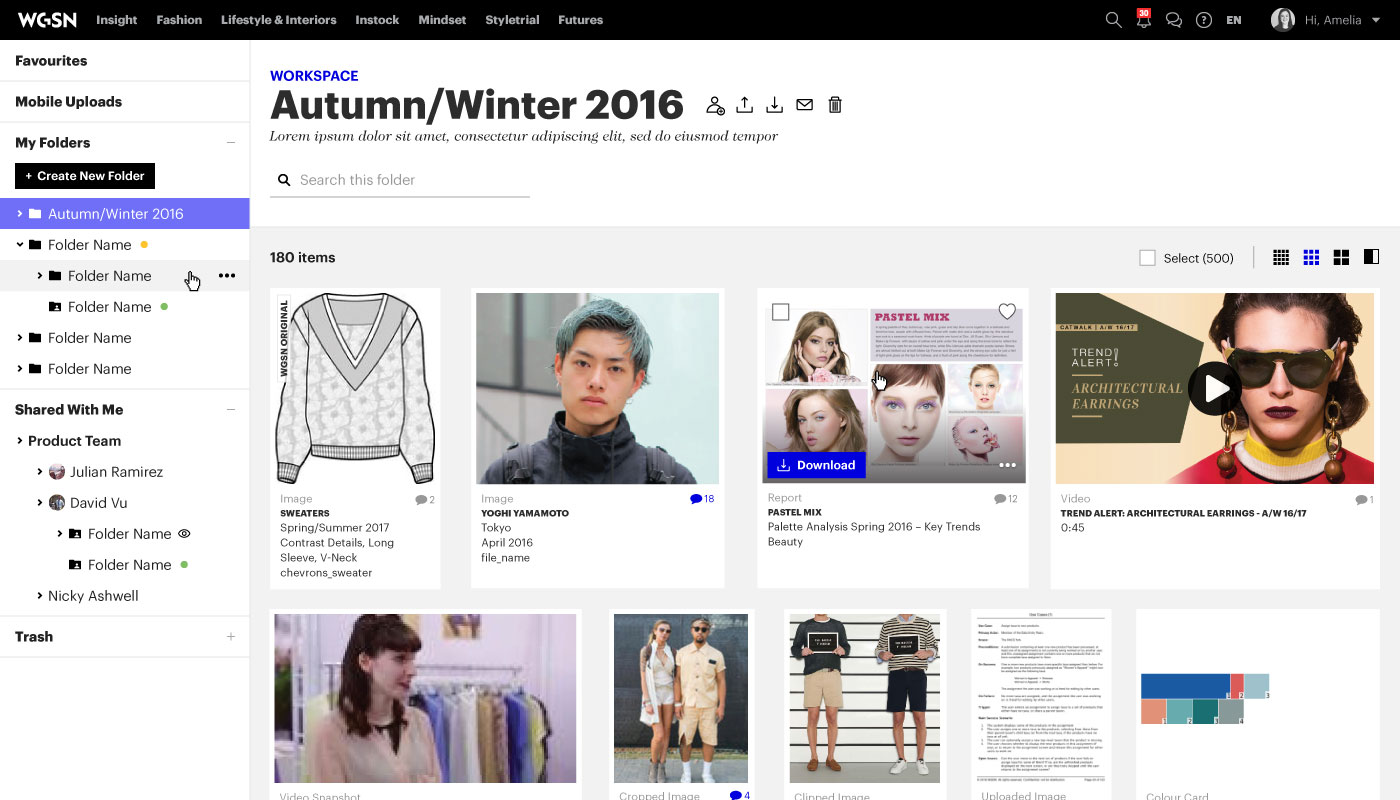 WGSN
Insight
Fashion
Lifestyle & Interiors
Instock
Mindset
Styletrial
Futures
30
?
EN
Hi, Amelia
Favourites
Mobile Uploads
My Folders
+ Create New Folder
Autumn/Winter 2016
Folder Name
Folder Name
Folder Name
Folder Name
Folder Name
Shared With Me
Product Team
Julian Ramirez
David Vu
Folder Name
Folder Name
Nicky Ashwell
Trash
WORKSPACE
Autumn/Winter 2016
Lorem ipsum dolor sit amet, consectetur adipiscing elit, sed do eiusmod tempor
Search this folder
180 items
Select (500)
WGSN ORIGINAL
Image
2
SWEATERS
Spring/Summer 2017
Contrast Details, Long
Sleeve, V-Neck
chevrons_sweater
Image
18
YOGHI YAMAMOTO
Tokyo
April 2016
file_name
PASTEL MIX
Download
Report
12
PASTEL MIX
Palette Analysis Spring 2016 – Key Trends
Beauty
CATWALK | A/W 16/17
TREND
ALERT!
ARCHITECTURAL
EARRINGS
Video
1
TREND ALERT: ARCHITECTURAL EARRINGS - A/W 16/17
0:45
Video Snapshot
Cropped Image
4
Clipped Image
Uploaded Image
Colour Card